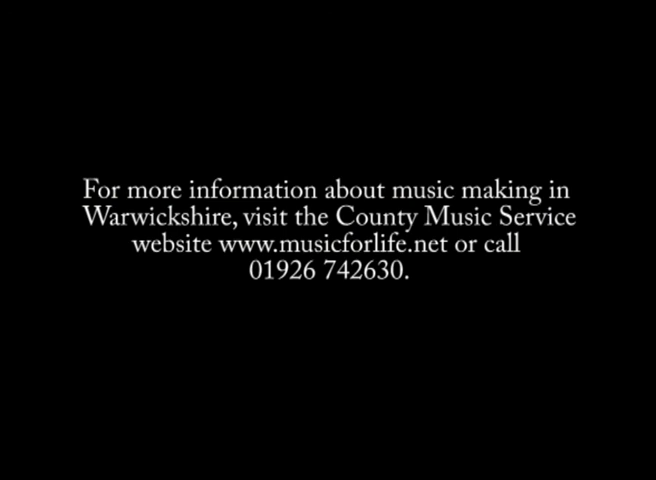 For more information about music making in
Warwickshire, visit the County Music Service
website www.musicforlife.net or call
01926 742630.